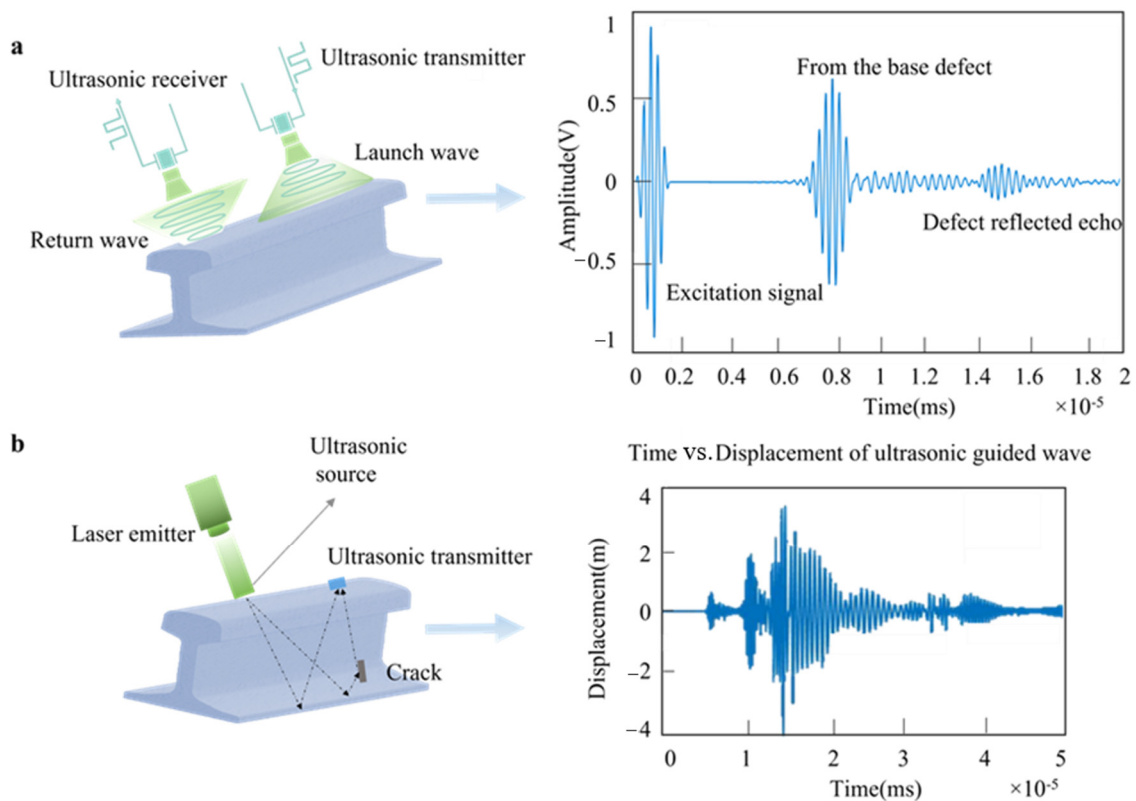 a
Ultrasonic receiver
Ultrasonic transmitter
Launch wave
Return wave
Amplitude(V)
1
0.5
0
−0.5
−1
From the base defect
Defect reflected echo
Excitation signal
0 0.2 0.4 0.6 0.8 1 1.2 1.4 1.6 1.8 2
Time(ms) ×10-5
b
Ultrasonic
source
Laser emitter
Ultrasonic transmitter
Crack
Time vs.Displacement of ultrasonic guided wave
Displacement(m)
4
2
0
−2
−4
0 1 2 3 4 5
Time(ms) ×10-5